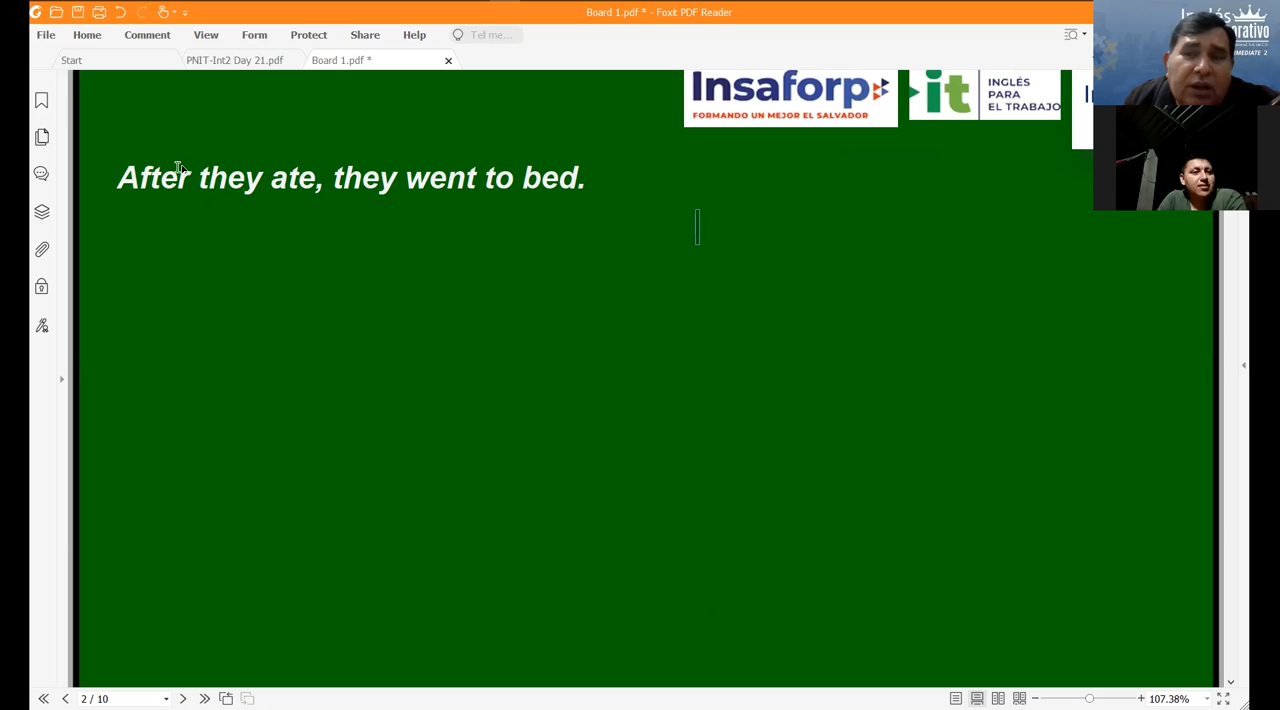 Board 1.pdf * - Foxit PDF Reader
File Home Comment View Form Protect Share Help Tell me...
Start PNIT-Int2 Day 21.pdf Board 1.pdf *
Insaforp
FORMANDO UN MEJOR EL SALVADOR
it
INGLÉS
PARA
EL TRABAJO
After they ate, they went to bed.
2 / 10
107.38%